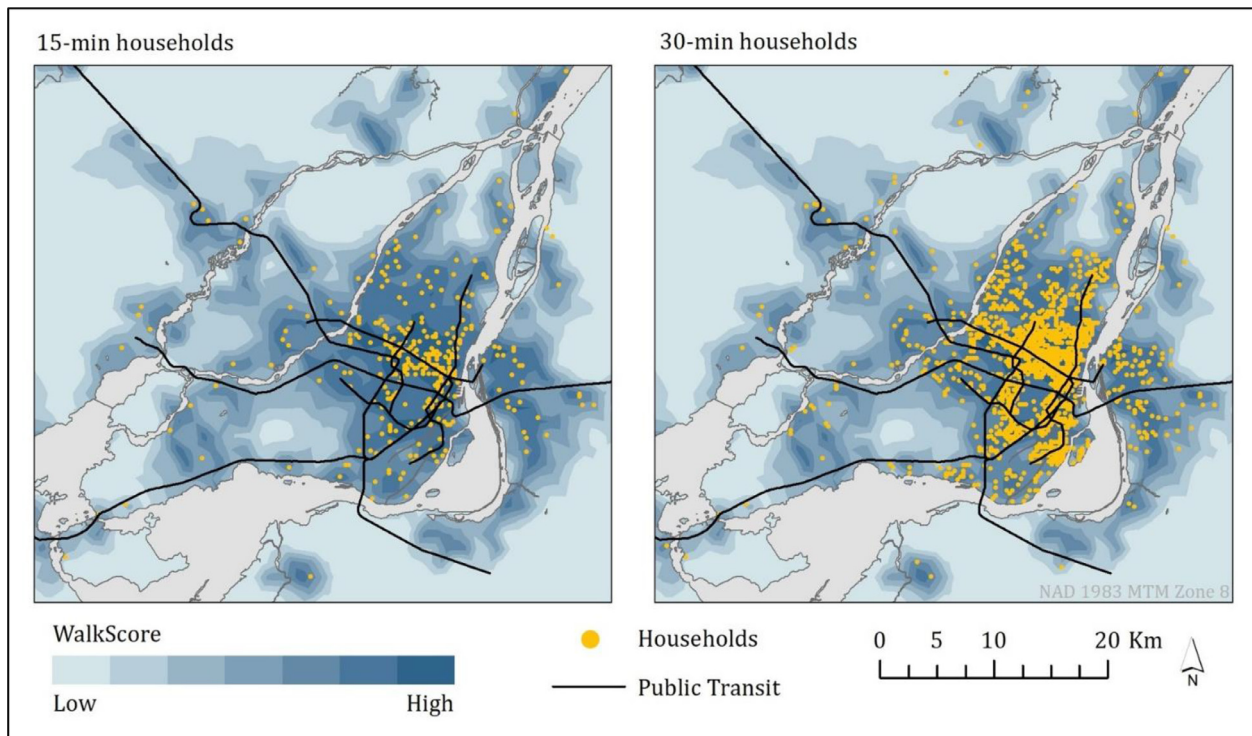 15-min households
30-min households
NAD 1983 MTM Zone 8
WalkScore
Low
High
Households
Public Transit
0 5 10 20 Km
N